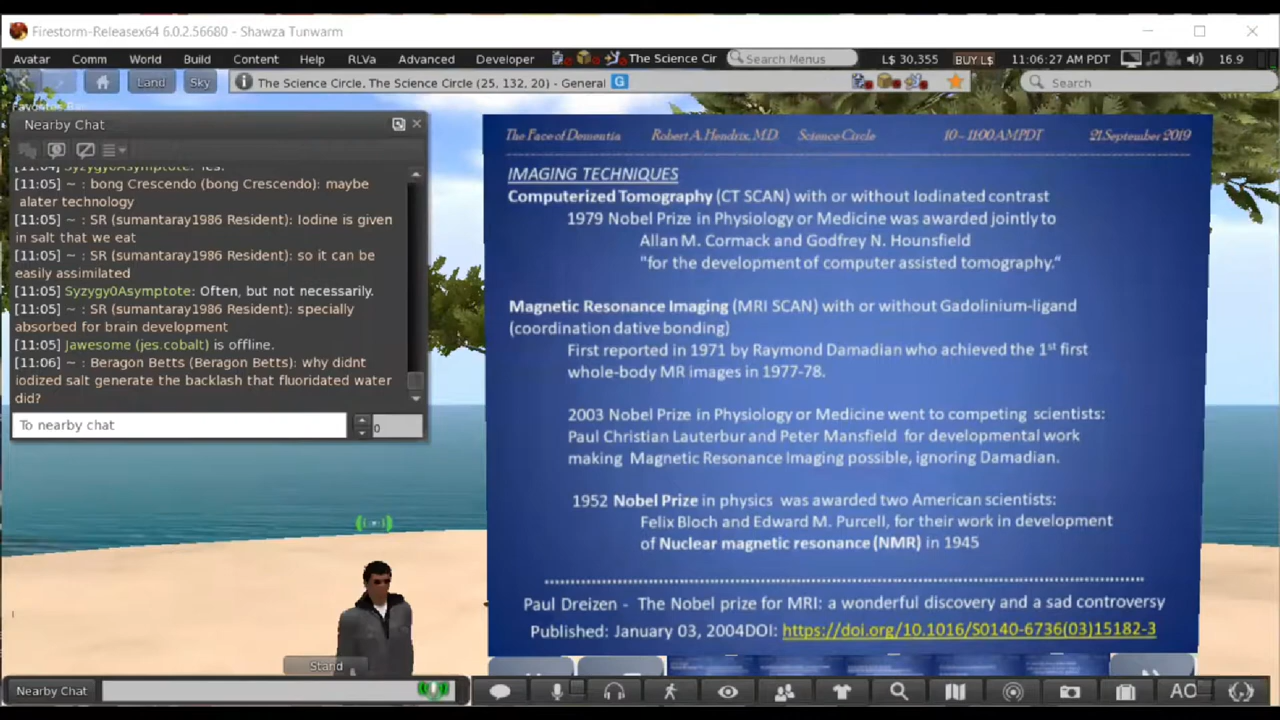 Firestorm-Releasex64 6.0.2.56680 - Shawza Tunwarm
Avatar Comm World Build Content Help RLVa Advanced Developer The Science Cir Search Menus L$ 30,355 BUY L$ 11:06:27 AM PDT 16.9
Land Sky The Science Circle, The Science Circle (25, 132, 20) - General G Search
Nearby Chat
[11:05] ~ : bong Crescendo (bong Crescendo): maybe
alater technology
[11:05] ~ : SR (sumantaray1986 Resident): Iodine is given
in salt that we eat
[11:05] ~ : SR (sumantaray1986 Resident): so it can be
easily assimilated
[11:05] Syzygy0Asymptote: Often, but not necessarily.
[11:05] ~ : SR (sumantaray1986 Resident): specially
absorbed for brain development
[11:05] Jawesome (jes.cobalt) is offline.
[11:06] ~ : Beragon Betts (Beragon Betts): why didnt
iodized salt generate the backlash that fluoridated water
did?
To nearby chat 0
The Face of Dementia Robert A. Hendrix, M.D. Science Circle 10 - 11:00 AM PDT 21 September 2019
IMAGING TECHNIQUES
Computerized Tomography (CT SCAN) with or without Iodinated contrast
1979 Nobel Prize in Physiology or Medicine was awarded jointly to
Allan M. Cormack and Godfrey N. Hounsfield
"for the development of computer assisted tomography."
Magnetic Resonance Imaging (MRI SCAN) with or without Gadolinium-ligand
(coordination dative bonding)
First reported in 1971 by Raymond Damadian who achieved the 1st first
whole-body MR images in 1977-78.
2003 Nobel Prize in Physiology or Medicine went to competing scientists:
Paul Christian Lauterbur and Peter Mansfield for developmental work
making Magnetic Resonance Imaging possible, ignoring Damadian.
1952 Nobel Prize in physics was awarded two American scientists:
Felix Bloch and Edward M. Purcell, for their work in development
of Nuclear magnetic resonance (NMR) in 1945
Paul Dreizen - The Nobel prize for MRI: a wonderful discovery and a sad controversy
Published: January 03, 2004DOI: https://doi.org/10.1016/S0140-6736(03)15182-3
Stand
Nearby Chat AO